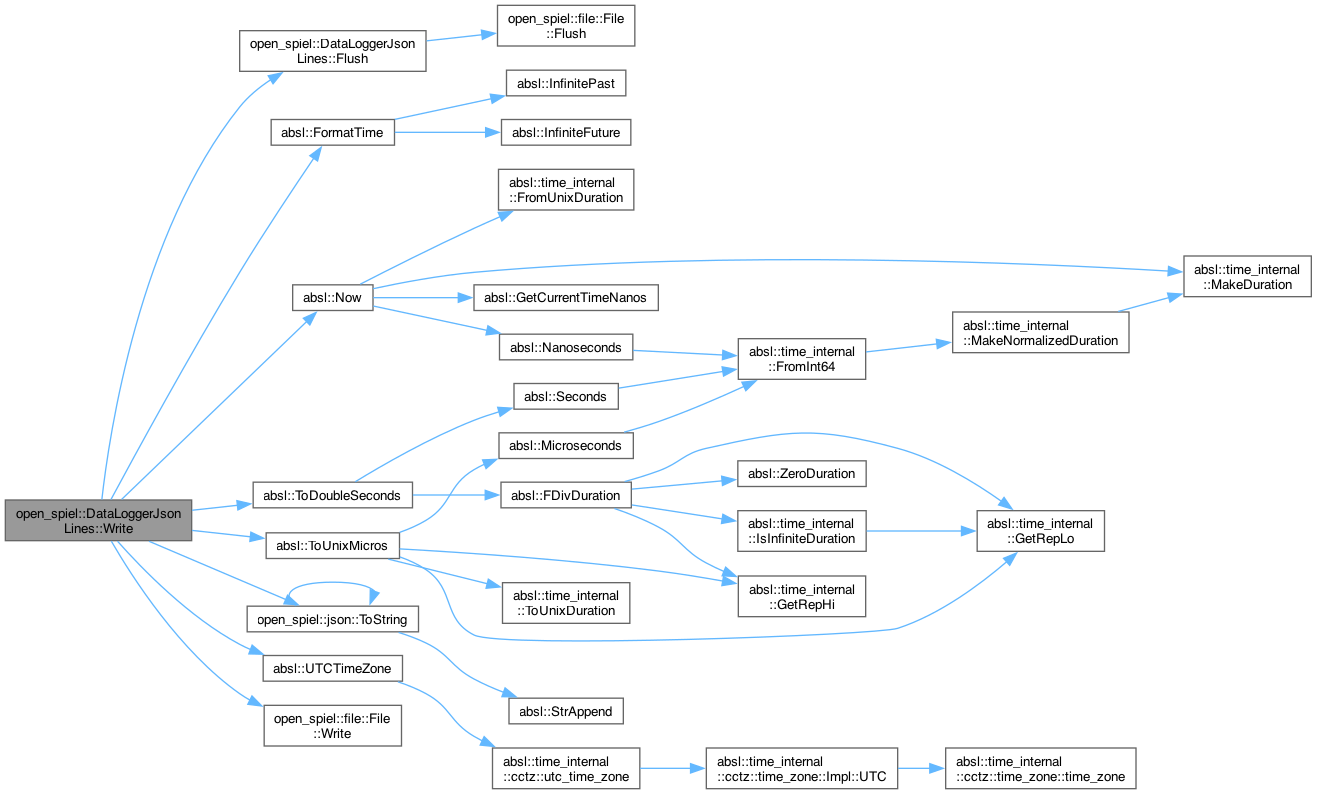 open_spiel::DataLoggerJson
Lines::Write
open_spiel::DataLoggerJson
Lines::Flush
open_spiel::file::File
::Flush
absl::FormatTime
absl::InfinitePast
absl::InfiniteFuture
absl::Now
absl::time_internal
::FromUnixDuration
absl::GetCurrentTimeNanos
absl::Nanoseconds
absl::time_internal
::MakeDuration
absl::time_internal
::FromInt64
absl::time_internal
::MakeNormalizedDuration
absl::ToDoubleSeconds
absl::Seconds
absl::FDivDuration
absl::ZeroDuration
absl::time_internal
::IsInfiniteDuration
absl::time_internal
::GetRepLo
absl::time_internal
::GetRepHi
absl::ToUnixMicros
absl::Microseconds
absl::time_internal
::ToUnixDuration
open_spiel::json::ToString
absl::StrAppend
absl::UTCTimeZone
absl::time_internal
::cctz::utc_time_zone
absl::time_internal
::cctz::time_zone::Impl::UTC
absl::time_internal
::cctz::time_zone::time_zone
open_spiel::file::File
::Write